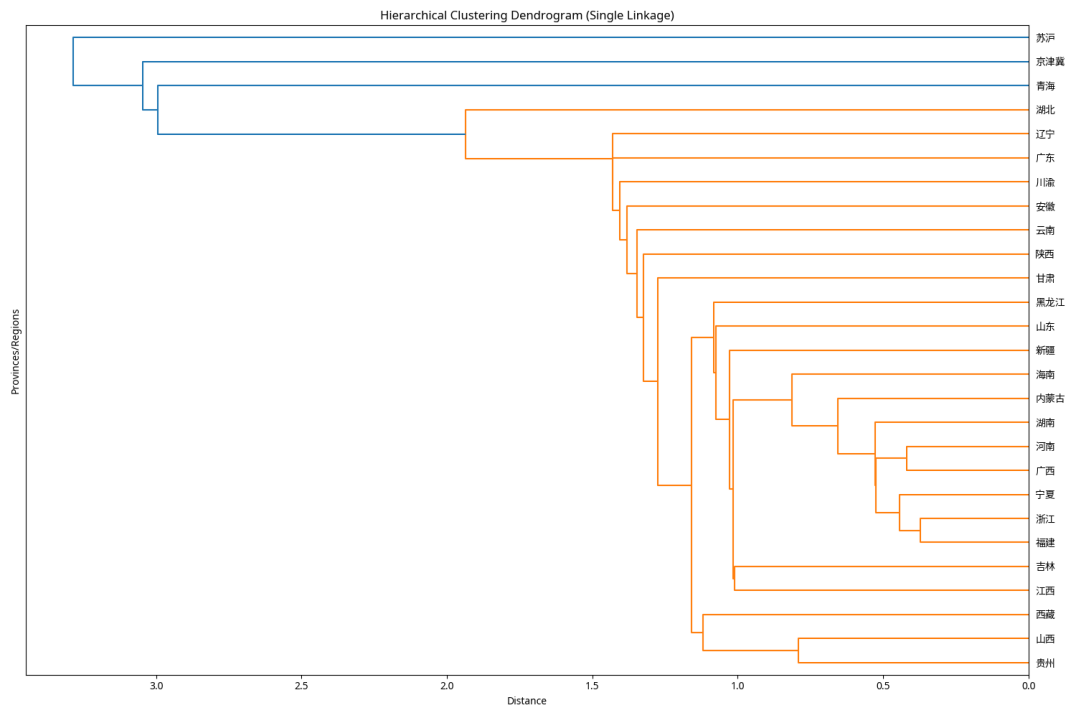 Hierarchical Clustering Dendrogram (Single Linkage)
苏沪
京津冀
青海
湖北
辽宁
广东
川渝
安徽
云南
陕西
甘肃
黑龙江
山东
新疆
海南
内蒙古
湖南
河南
广西
宁夏
浙江
福建
吉林
江西
西藏
山西
贵州
Provinces/Regions
3.0 2.5 2.0 1.5 1.0 0.5 0.0
Distance